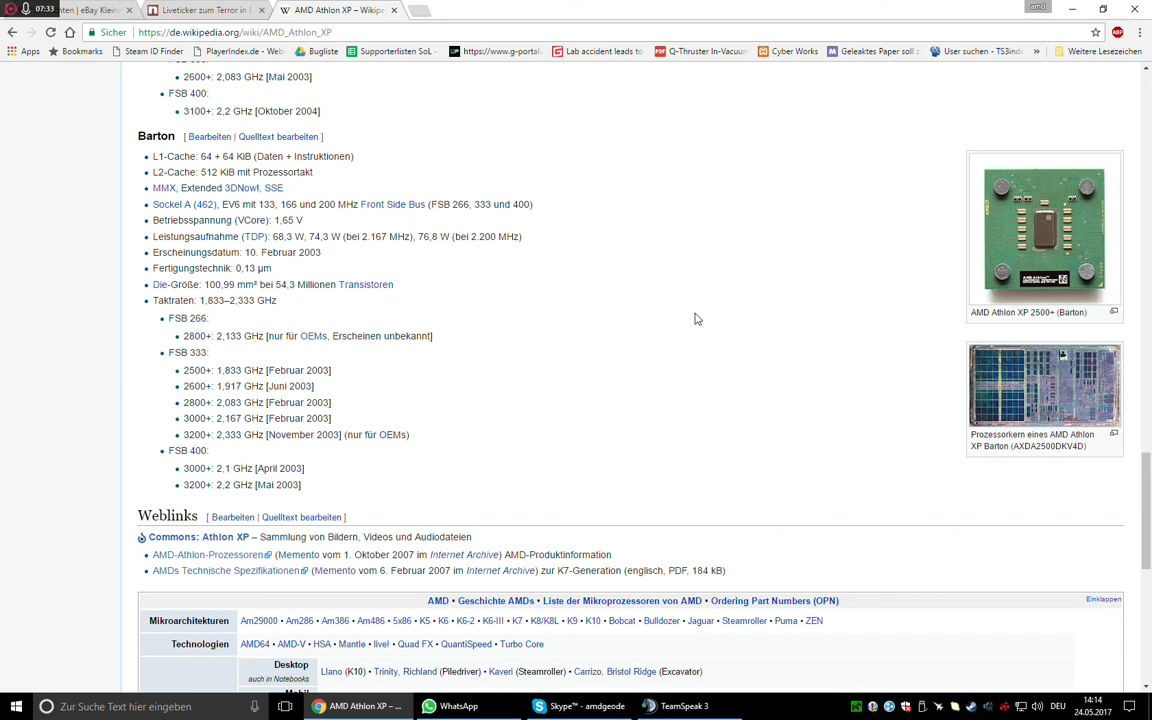 07:33
hten | eBay Klein
Liveticker zum Terror in E
AMD Athlon XP – Wikipe
amd
Sicher | https://de.wikipedia.org/wiki/AMD_Athlon_XP
Apps Bookmarks Steam ID Finder PlayerIndex.de - Web Bugliste Supporterlisten SoL - https://www.g-portal. Lab accident leads to Q-Thruster In-Vacuum Cyber Works Geleaktes Paper soll z User suchen - TS3inde » Weitere Lesezeichen
• 2600+: 2,083 GHz [Mai 2003]
• FSB 400:
• 3100+: 2,2 GHz [Oktober 2004]
Barton [ Bearbeiten | Quelltext bearbeiten ]
• L1-Cache: 64 + 64 KiB (Daten + Instruktionen)
• L2-Cache: 512 KiB mit Prozessortakt
• MMX, Extended 3DNow!, SSE
• Sockel A (462), EV6 mit 133, 166 und 200 MHz Front Side Bus (FSB 266, 333 und 400)
• Betriebsspannung (VCore): 1,65 V
• Leistungsaufnahme (TDP): 68,3 W, 74,3 W (bei 2.167 MHz), 76,8 W (bei 2.200 MHz)
• Erscheinungsdatum: 10. Februar 2003
• Fertigungstechnik: 0,13 µm
• Die-Größe: 100,99 mm² bei 54,3 Millionen Transistoren
• Taktraten: 1,833–2,333 GHz
• FSB 266:
• 2800+: 2,133 GHz [nur für OEMs, Erscheinen unbekannt]
• FSB 333:
• 2500+: 1,833 GHz [Februar 2003]
• 2600+: 1,917 GHz [Juni 2003]
• 2800+: 2,083 GHz [Februar 2003]
• 3000+: 2,167 GHz [Februar 2003]
• 3200+: 2,333 GHz [November 2003] (nur für OEMs)
• FSB 400:
• 3000+: 2,1 GHz [April 2003]
• 3200+: 2,2 GHz [Mai 2003]
AMD Athlon XP 2500+ (Barton)
Prozessorkern eines AMD Athlon
XP Barton (AXDA2500DKV4D)
Weblinks [ Bearbeiten | Quelltext bearbeiten ]
Commons: Athlon XP – Sammlung von Bildern, Videos und Audiodateien
• AMD-Athlon-Prozessoren (Memento vom 1. Oktober 2007 im Internet Archive) AMD-Produktinformation
• AMDs Technische Spezifikationen (Memento vom 6. Februar 2007 im Internet Archive) zur K7-Generation (englisch, PDF, 184 kB)
AMD • Geschichte AMDs • Liste der Mikroprozessoren von AMD • Ordering Part Numbers (OPN)
Einklappen
Mikroarchitekturen Am29000 • Am286 • Am386 • Am486 • 5x86 • K5 • K6 • K6-2 • K6-III • K7 • K8/K8L • K9 • K10 • Bobcat • Bulldozer • Jaguar • Steamroller • Puma • ZEN
Technologien AMD64 • AMD-V • HSA • Mantle • live! • Quad FX • QuantiSpeed • Turbo Core
Desktop
auch in Notebooks
Llano (K10) • Trinity, Richland (Piledriver) • Kaveri (Steamroller) • Carrizo, Bristol Ridge (Excavator)
Zur Suche Text hier eingeben
AMD Athlon XP – ...
WhatsApp
Skype™ - amdgeode
TeamSpeak 3
DEU
14:14
24.05.2017